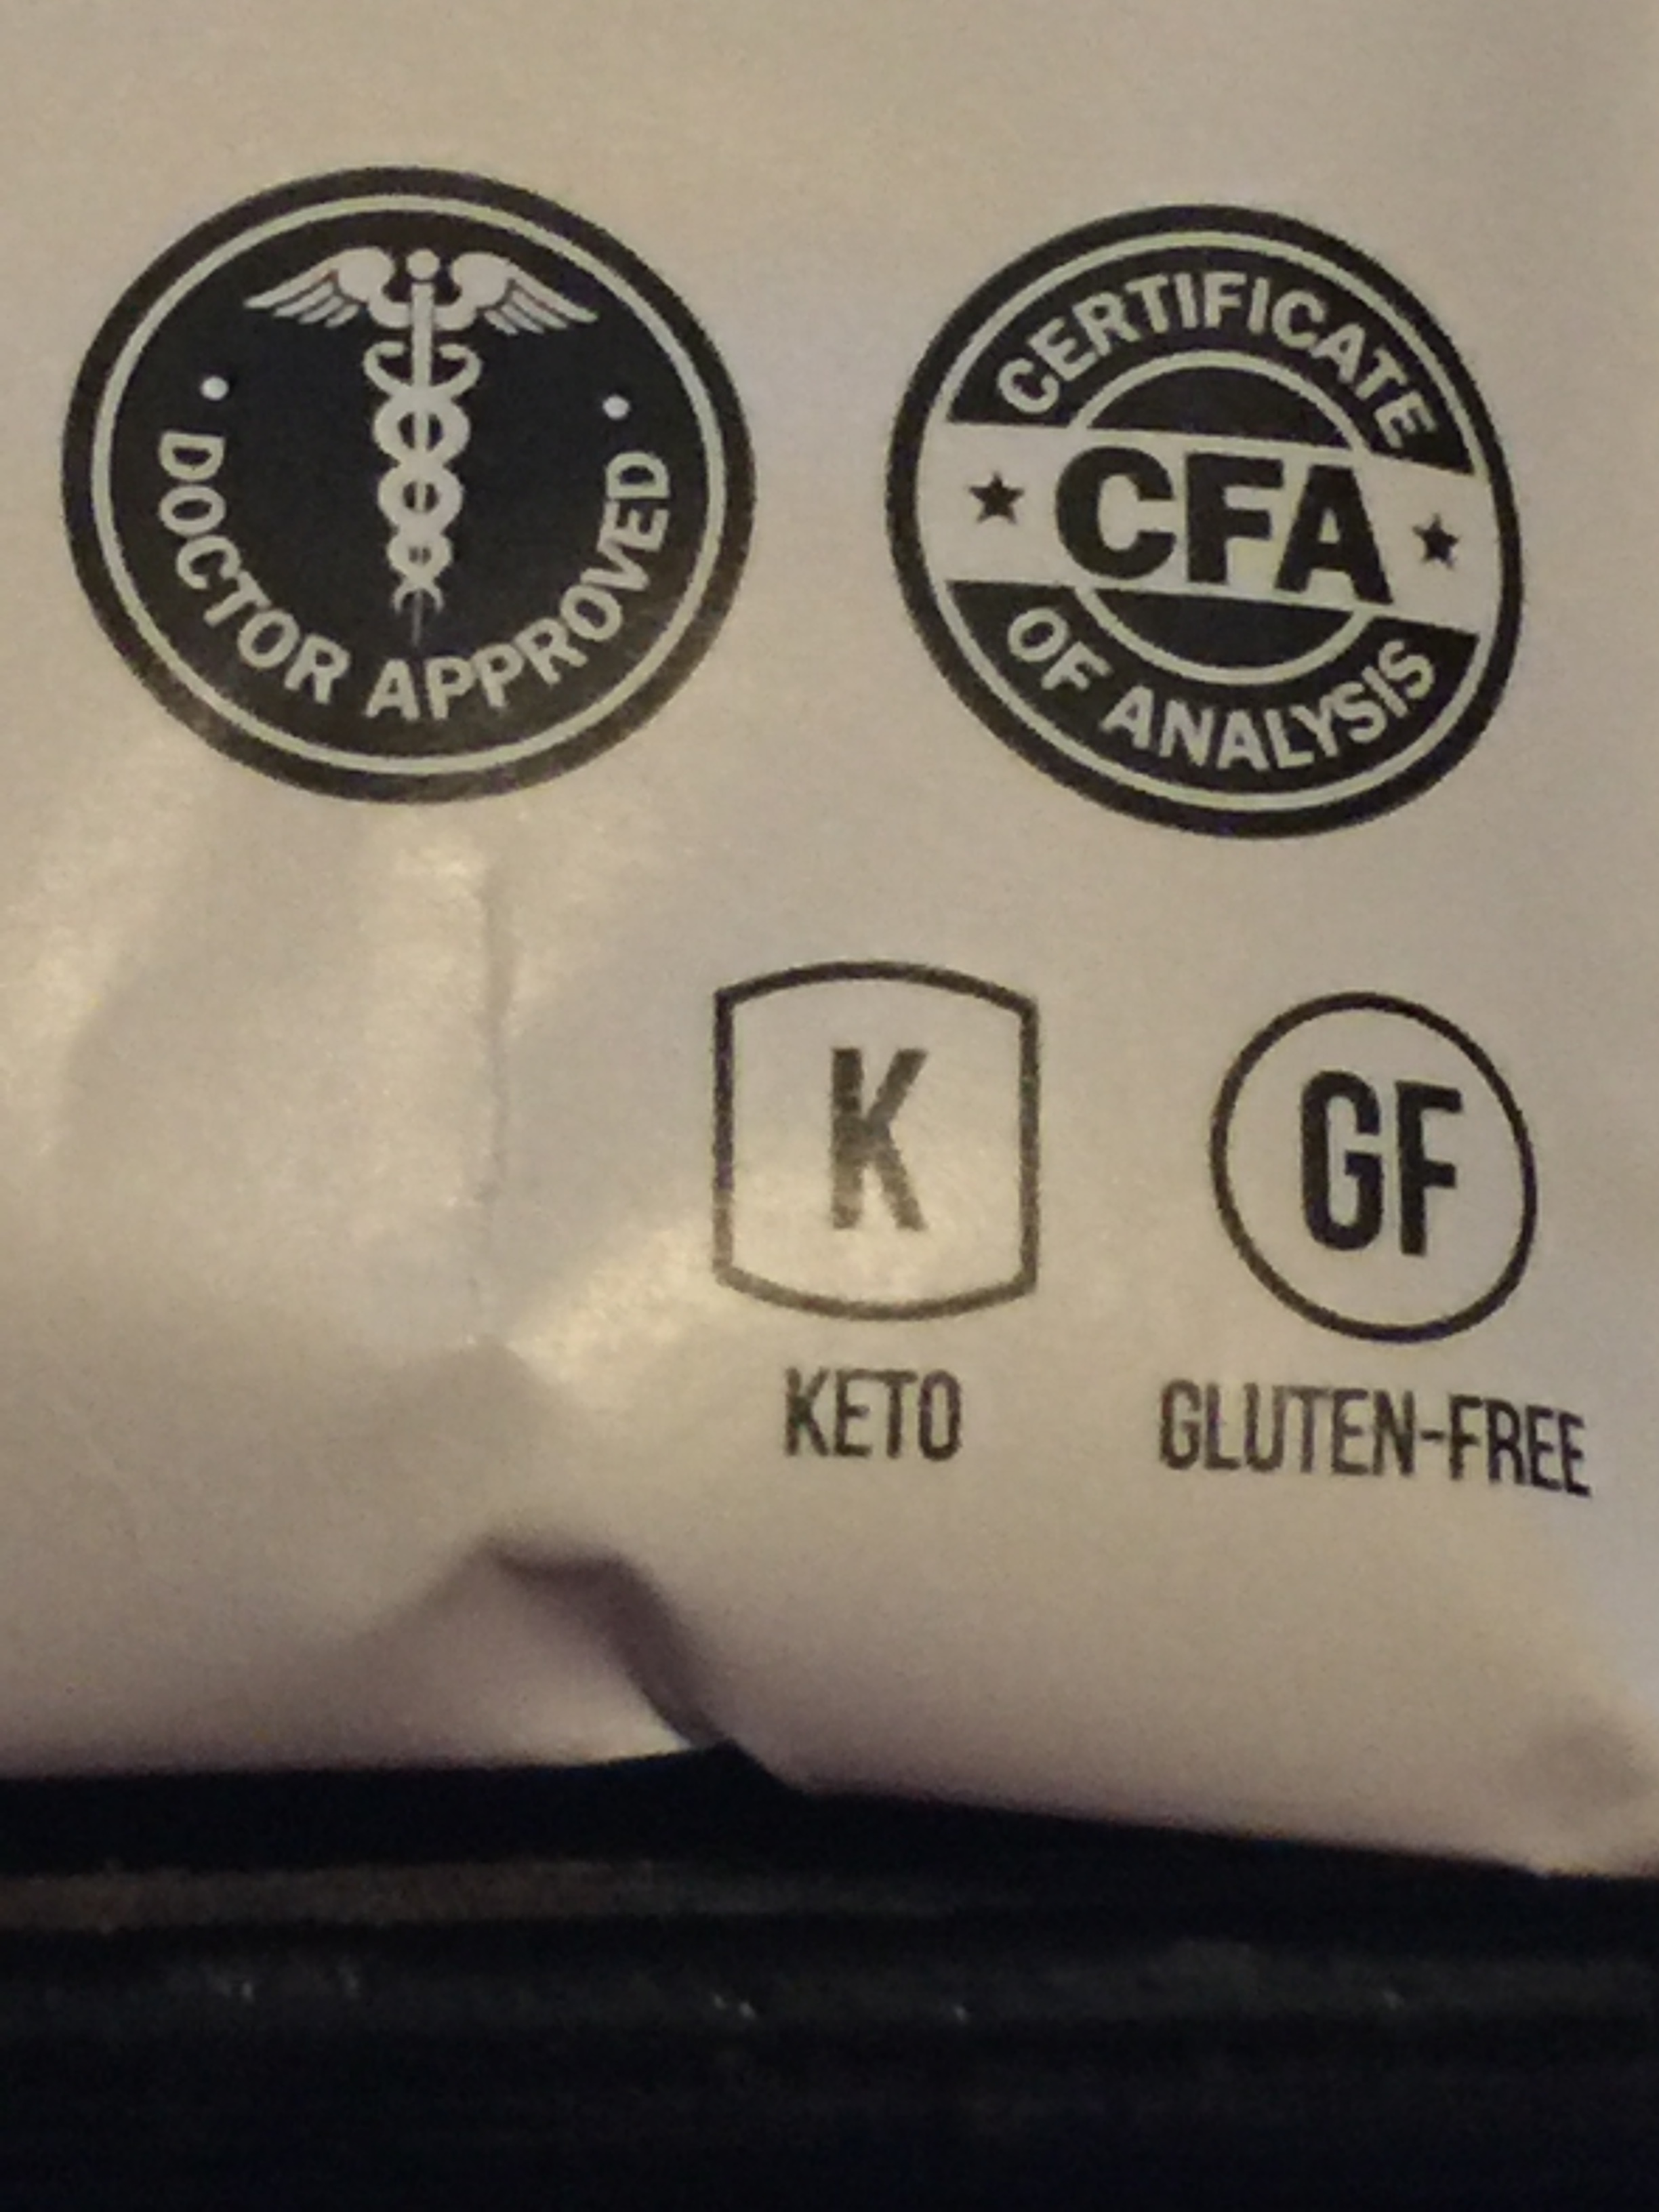 DOCTOR APPROVED
CERTIFICATE
CFA
OF ANALYSIS
K
KETO
GF
GLUTEN-FREE